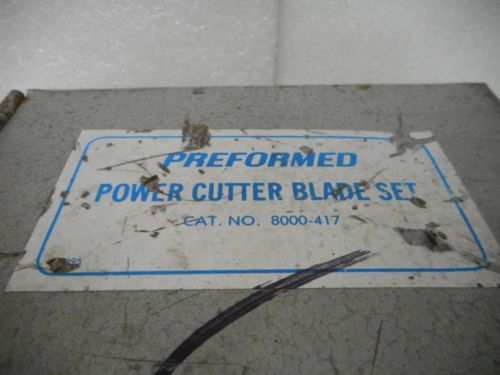 PREFORMED
POWER CUTTER BLADE SET
CAT. NO. 8000-417